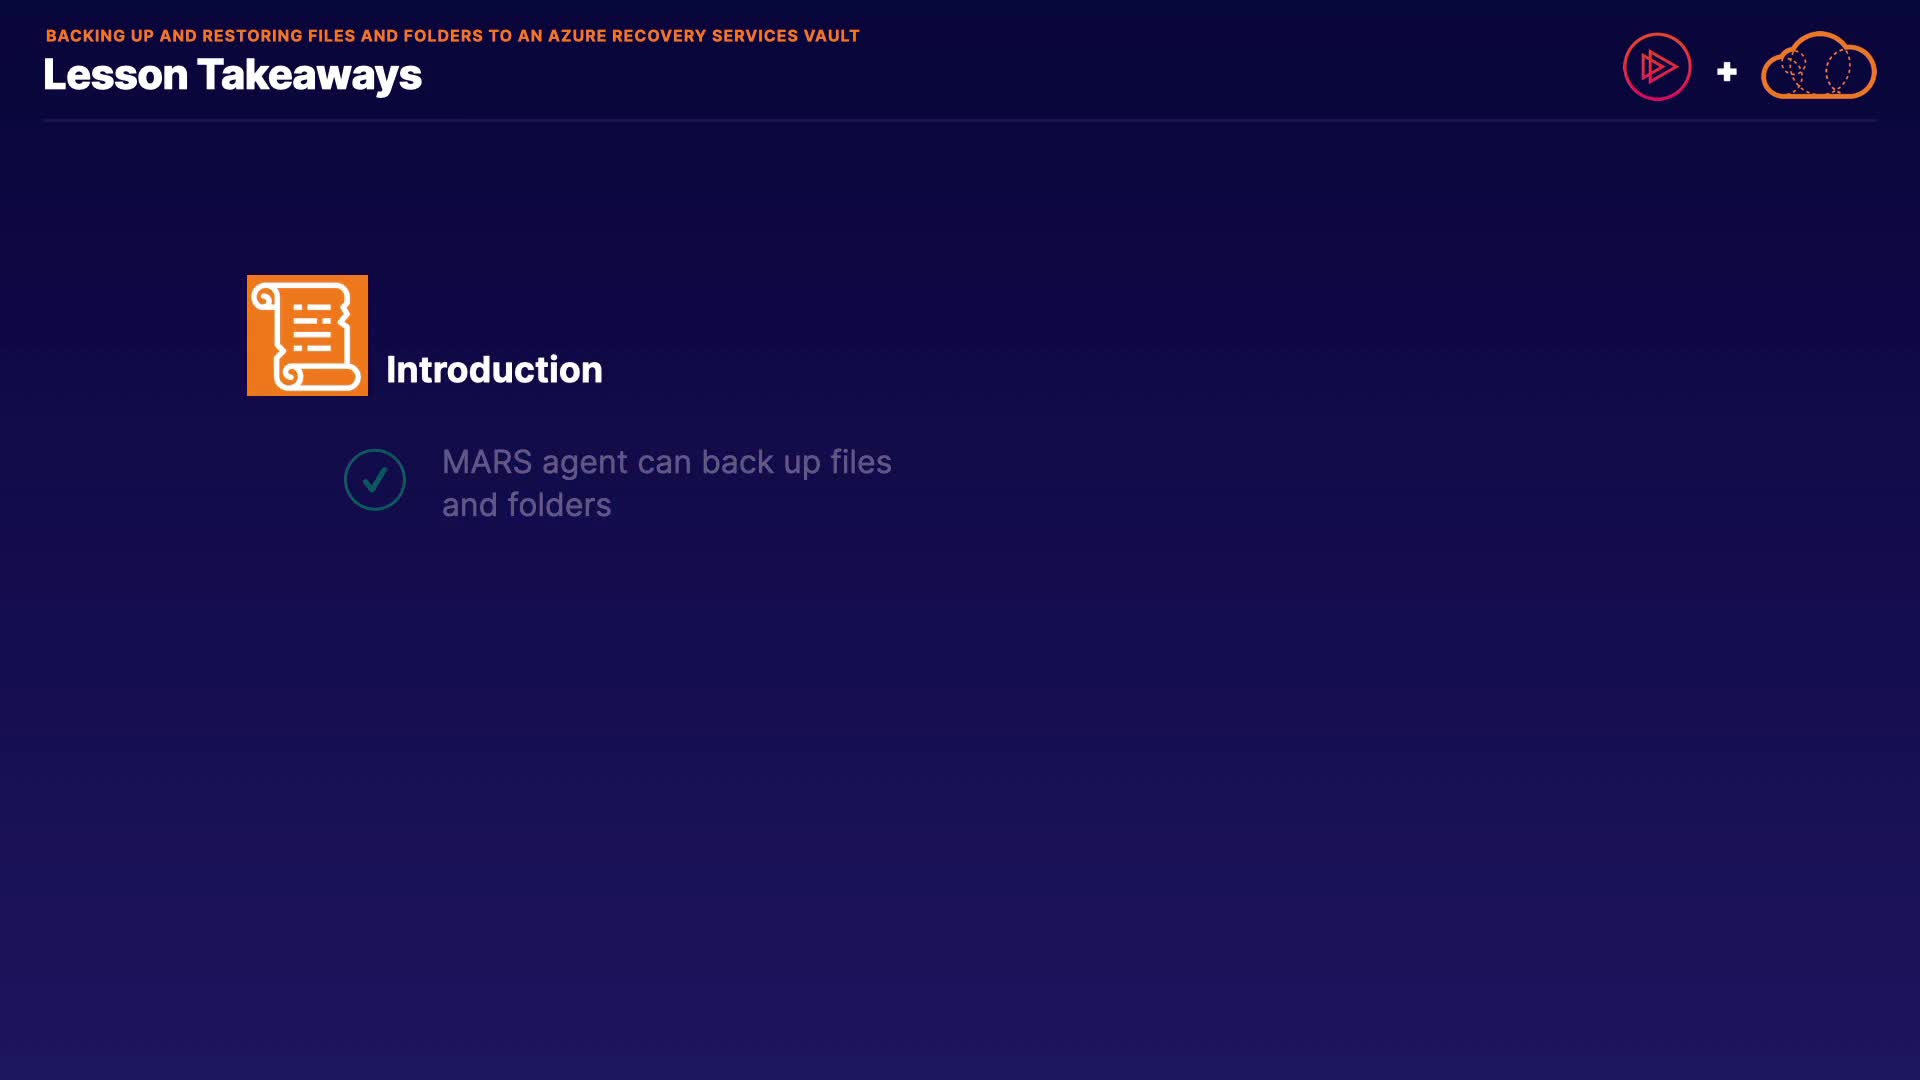 BACKING UP AND RESTORING FILES AND FOLDERS TO AN AZURE RECOVERY SERVICES VAULT
Lesson Takeaways
Introduction
MARS agent can back up files
and folders